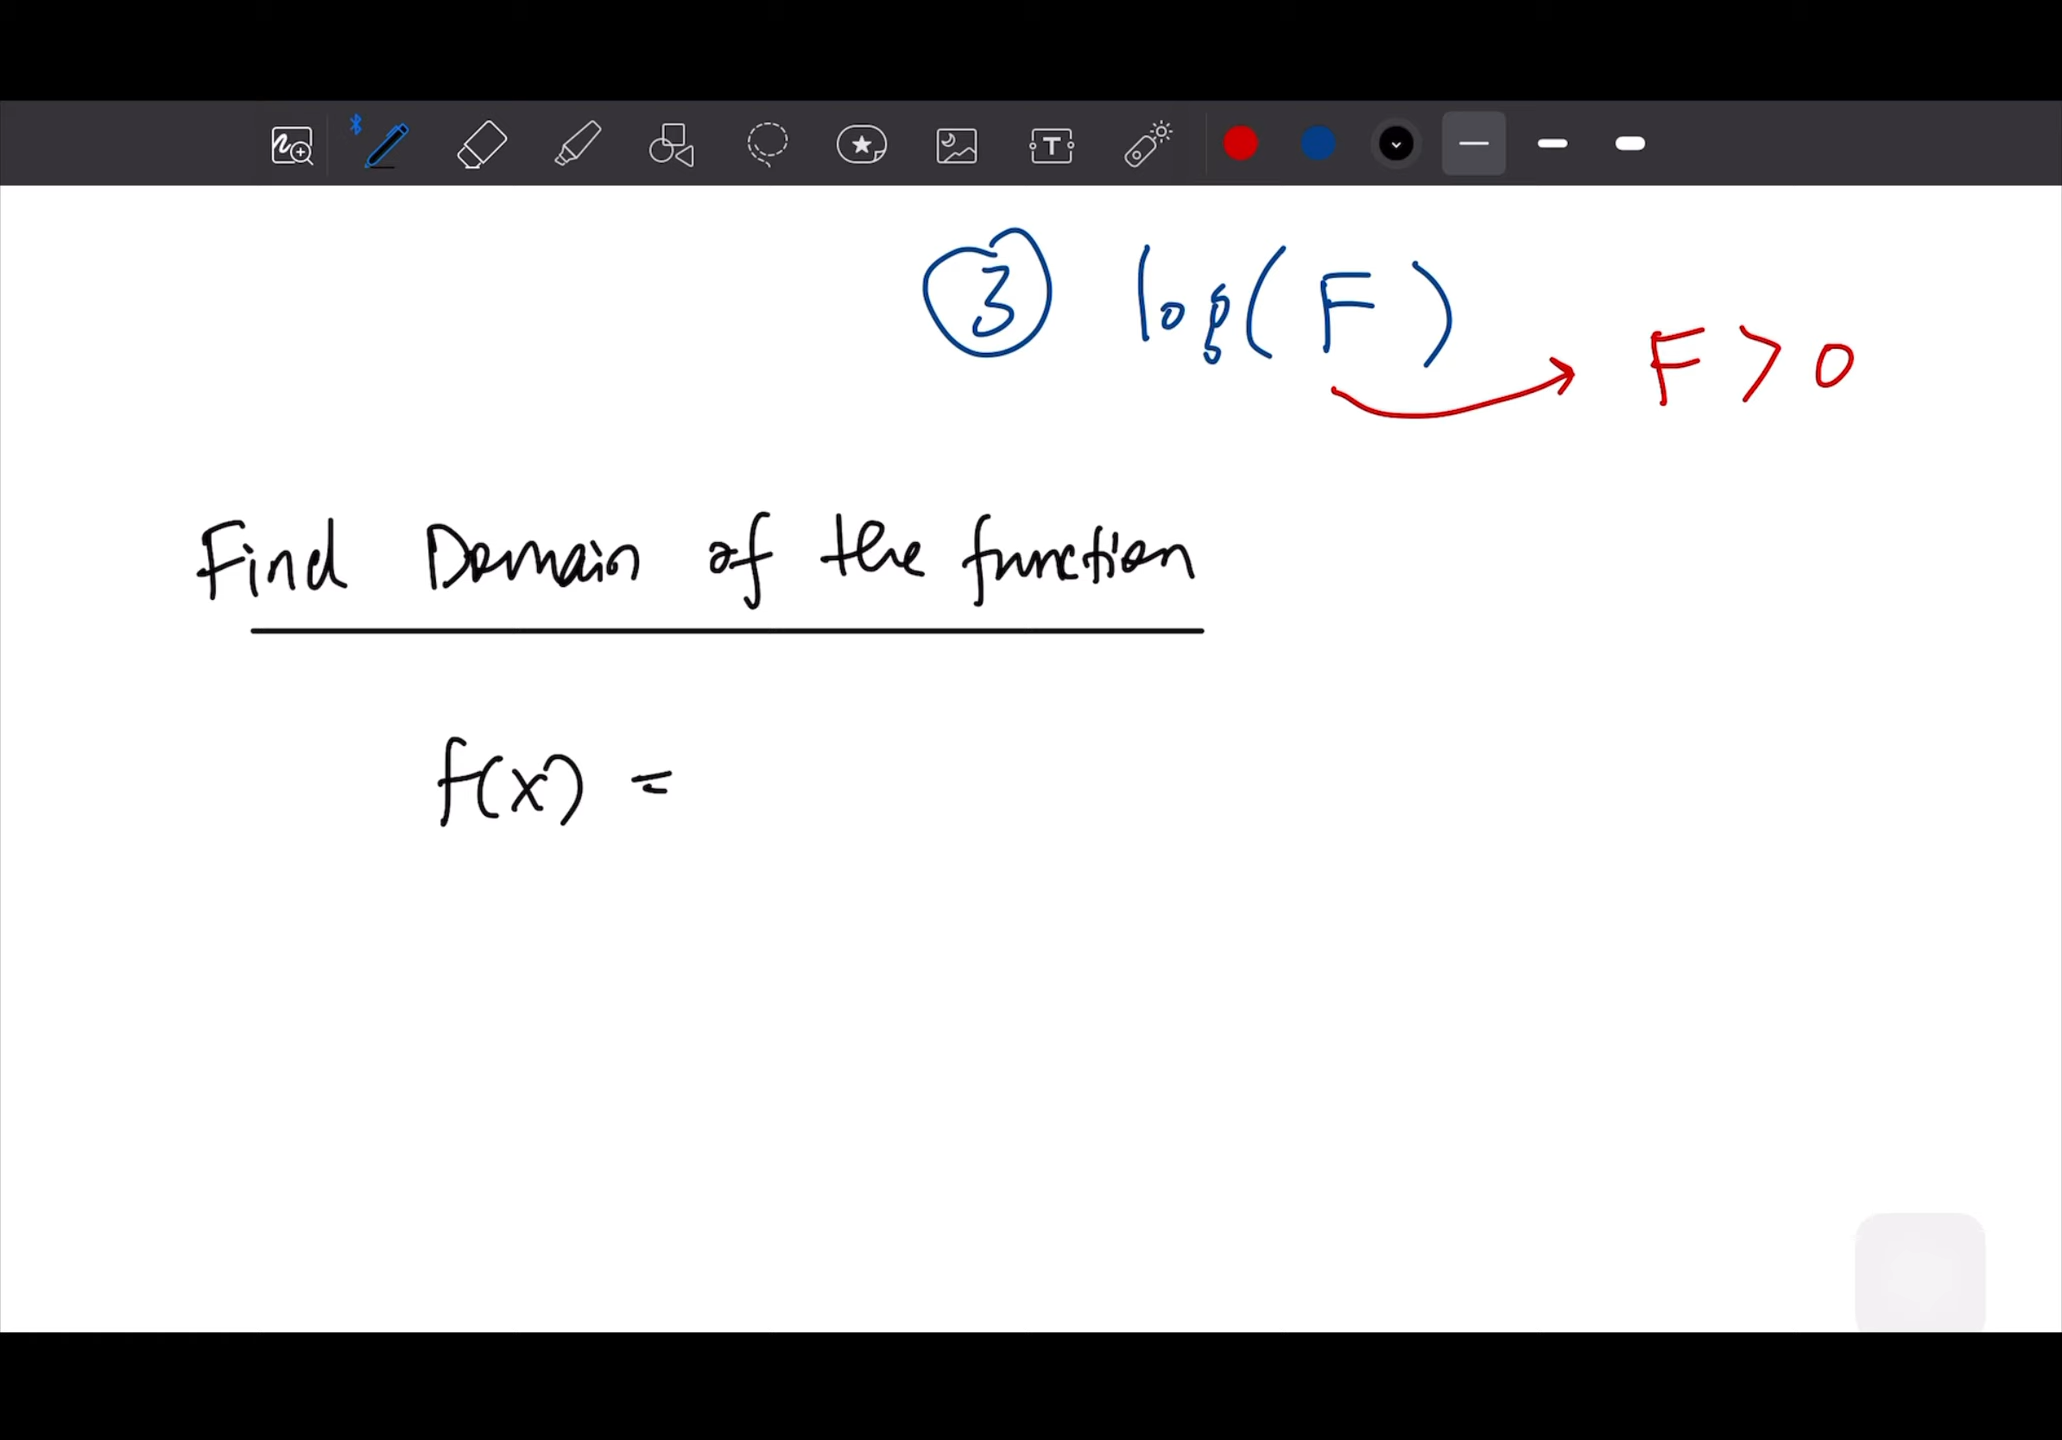 ③ log(F)
F > 0
Find Domain of the function
f(x) =